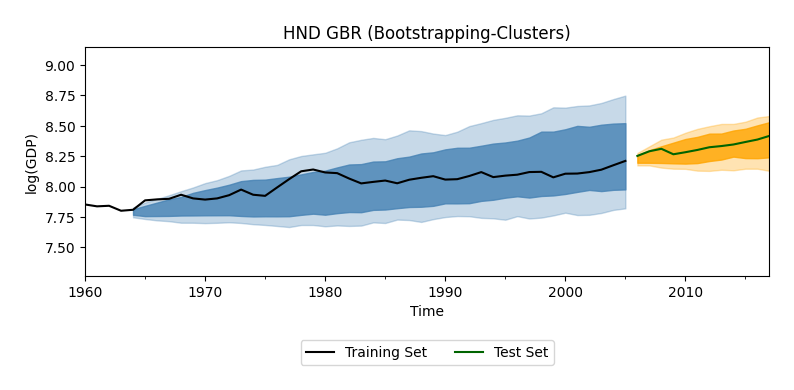 HND GBR (Bootstrapping-Clusters)
log(GDP)
9.00
8.75
8.50
8.25
8.00
7.75
7.50
1960 1970 1980 1990 2000 2010
Time
Training Set Test Set